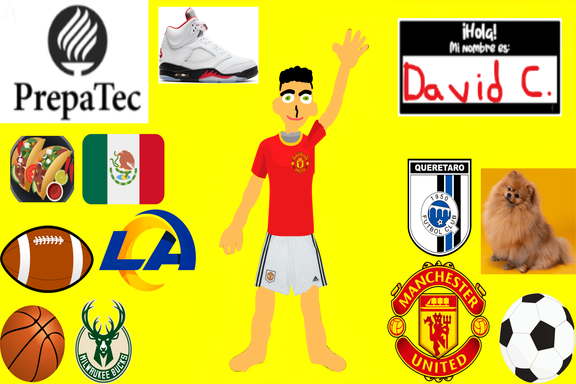 PrepaTec
¡Hola!
Mi nombre es:
David C.
QUERETARO
1950
FUTBOL CLUB
LA
MILWAUKEE BUCKS
MANCHESTER
UNITED